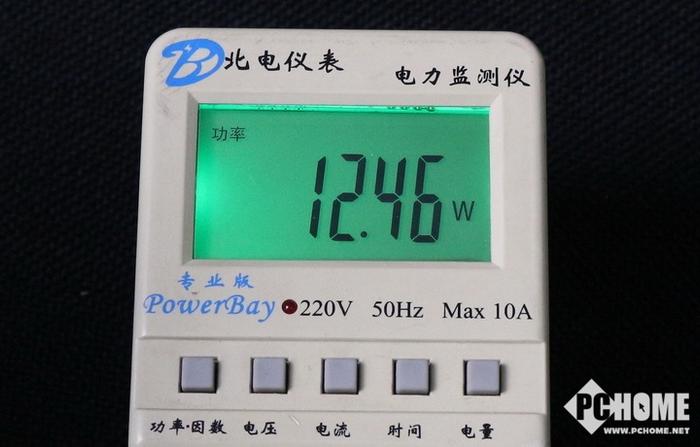 北电仪表
电力监测仪
功率
12.46 W
专业版
PowerBay 220V 50Hz Max 10A
功率·因数 电压 电流 时间 电量
PCHOME
WWW.PCHOME.NET